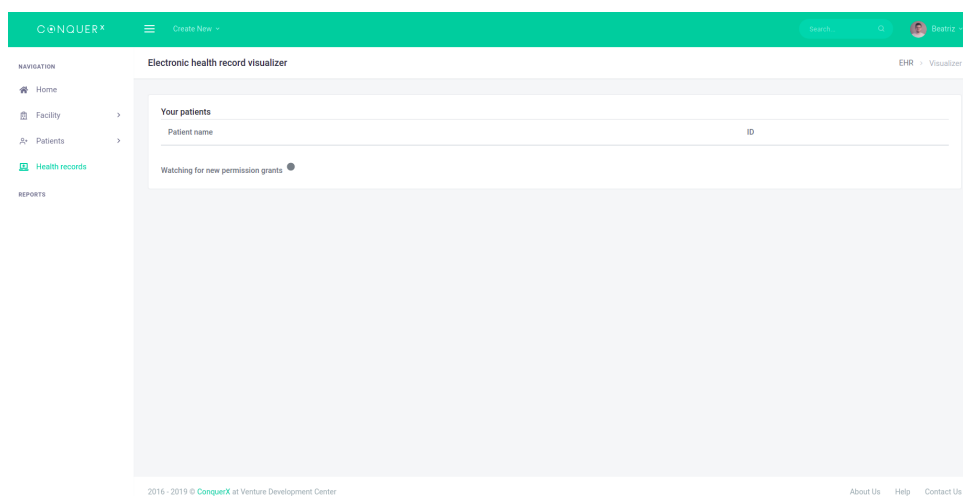 CONQUERX
Create New
Search...
Beatriz
NAVIGATION
Home
Facility
Patients
Health records
REPORTS
Electronic health record visualizer
EHR
Visualizer
Your patients
Patient name
ID
Watching for new permission grants
2016 - 2019 © ConquerX at Venture Development Center
About Us
Help
Contact Us